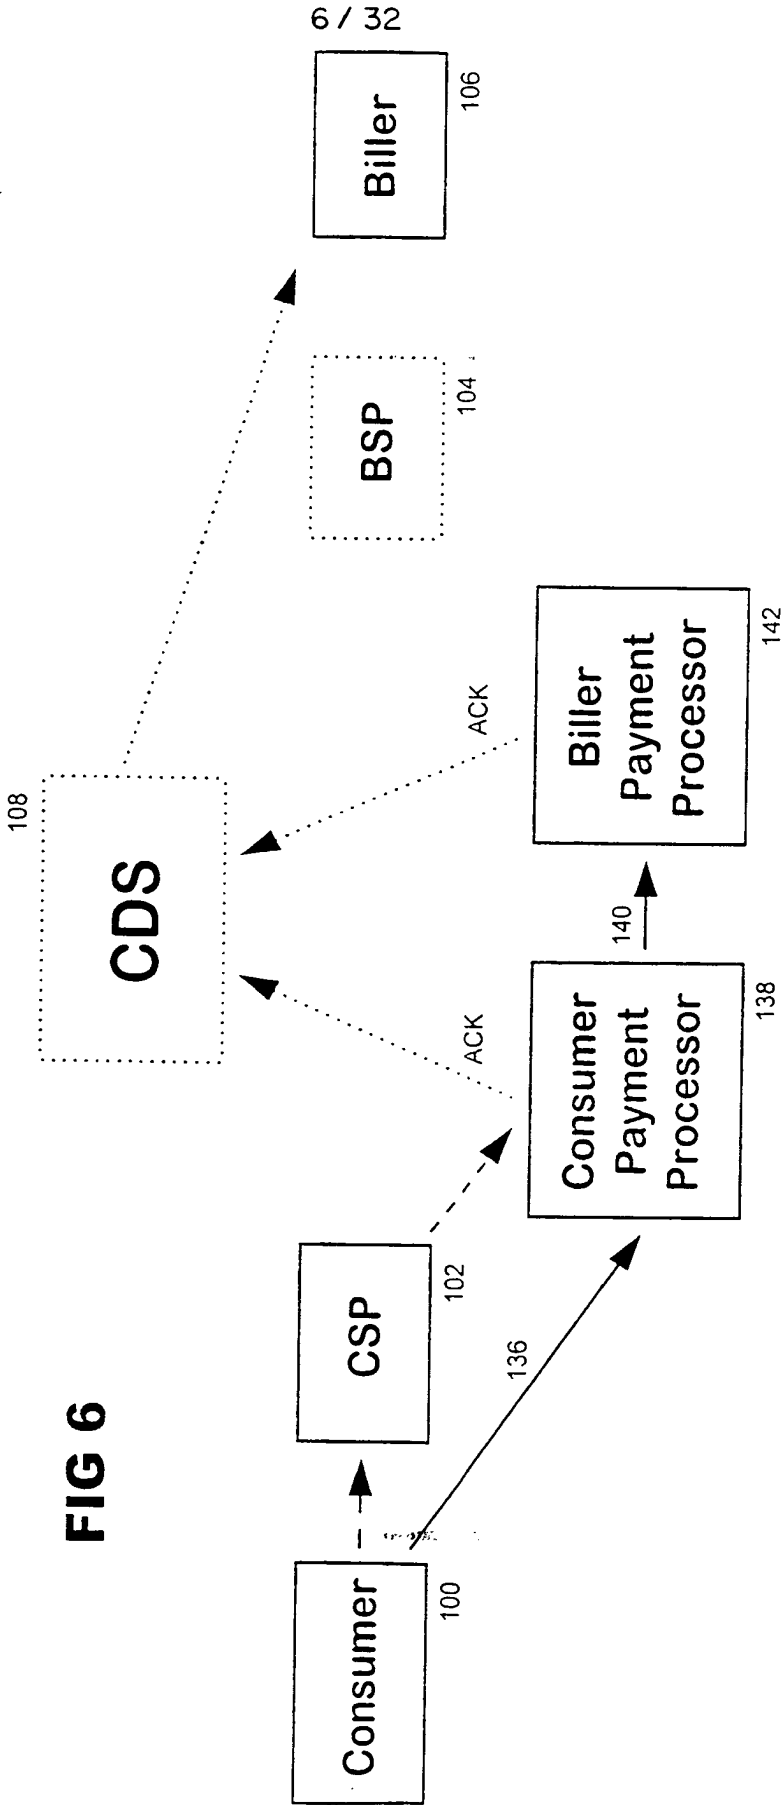 6 / 32
FIG 6
108
CDS
Consumer
100
CSP
102
BSP
104
Biller
106
136
ACK
ACK
Consumer
Payment
Processor
138
140
Biller
Payment
Processor
142